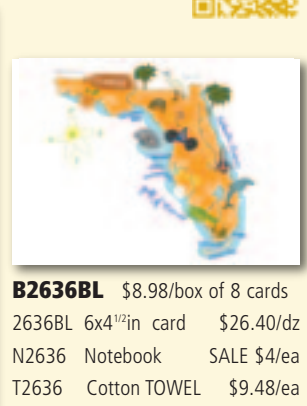 B2636BL $8.98/box of 8 cards
2636BL 6x4 1/2in card $26.40/dz
N2636 Notebook SALE $4/ea
T2636 Cotton TOWEL $9.48/ea